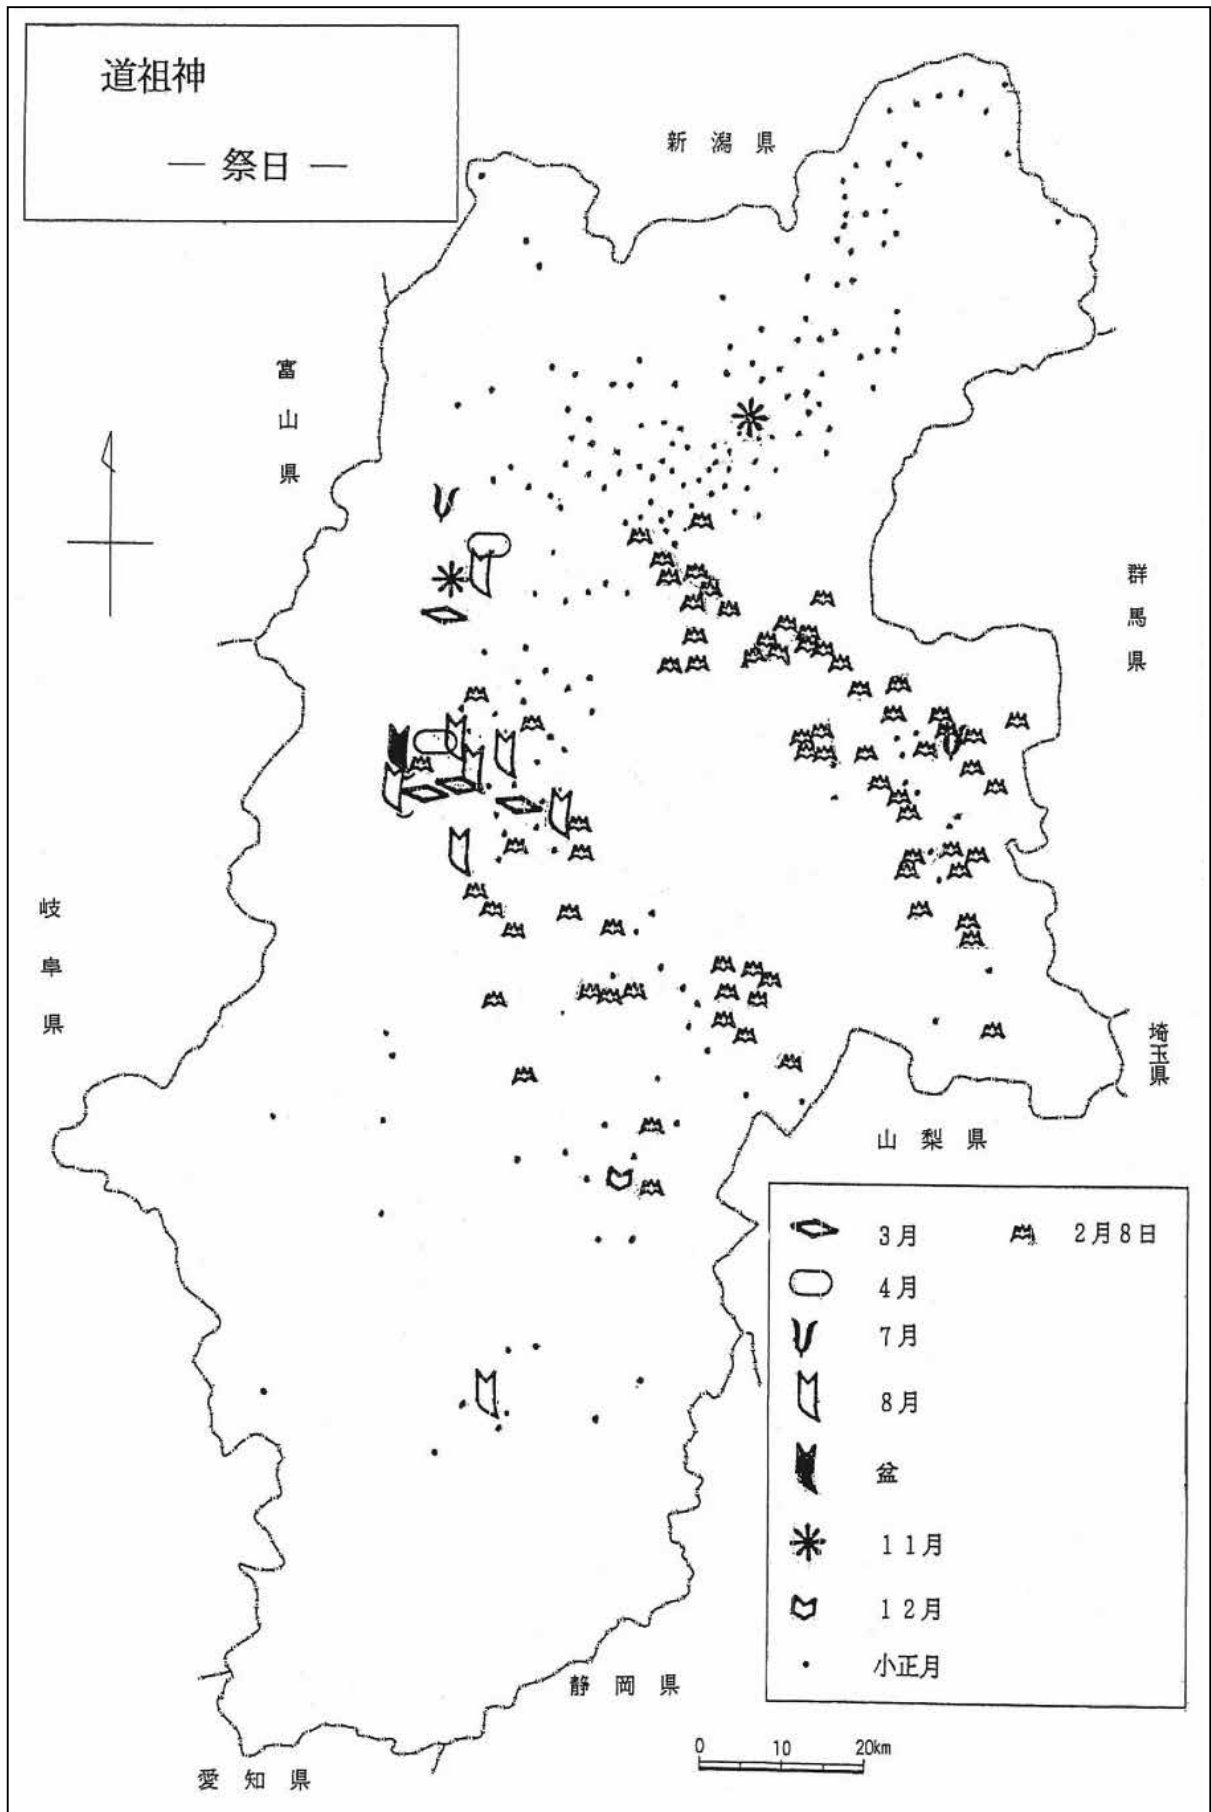 道祖神
― 祭日 ―
新潟県
富山県
群馬県
岐阜県
埼玉県
山梨県
3月
2月8日
4月
7月
8月
盆
11月
12月
小正月
静岡県
0 10 20km
愛知県